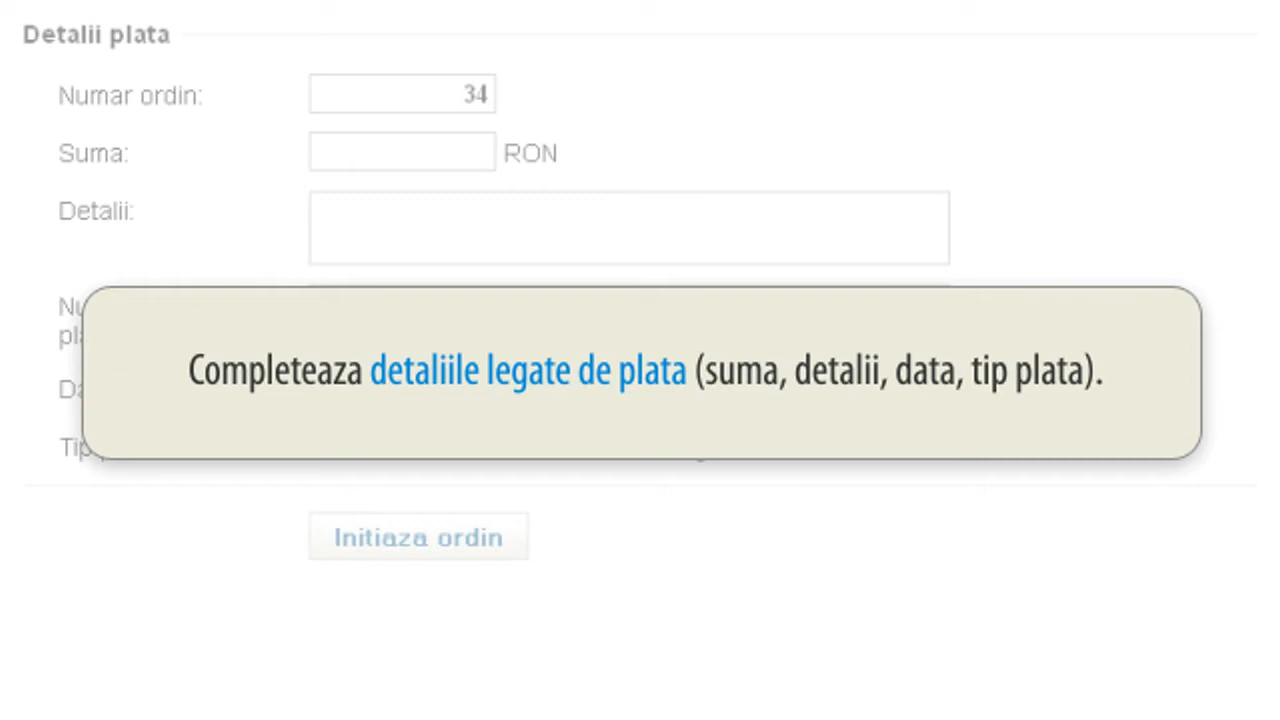 Detalii plata
Numar ordin: 34
Suma: RON
Detalii:
Completeaza detaliile legate de plata (suma, detalii, data, tip plata).
Initiaza ordin